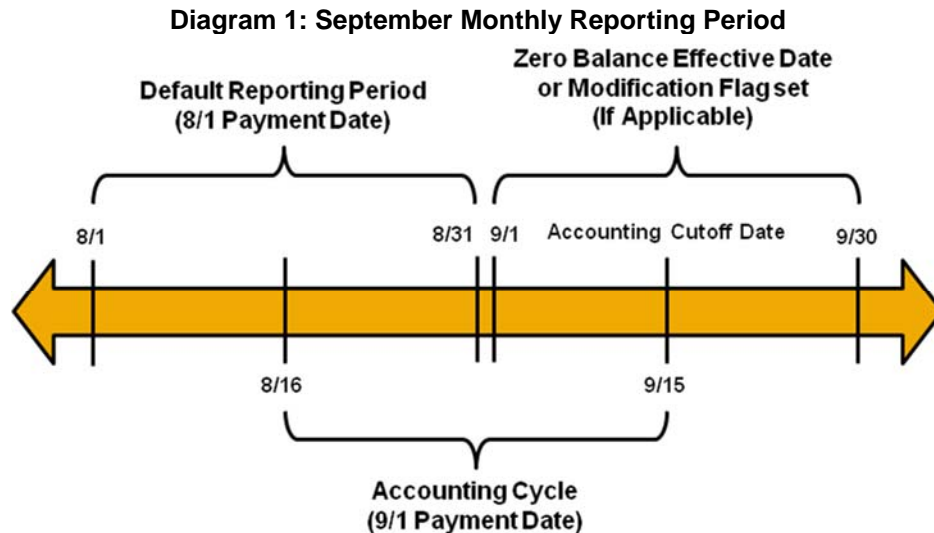 Diagram 1: September Monthly Reporting Period
Zero Balance Effective Date
or Modification Flag set
(If Applicable)
Default Reporting Period
(8/1 Payment Date)
8/1
8/31
9/1
Accounting Cutoff Date
9/30
8/16
9/15
Accounting Cycle
(9/1 Payment Date)